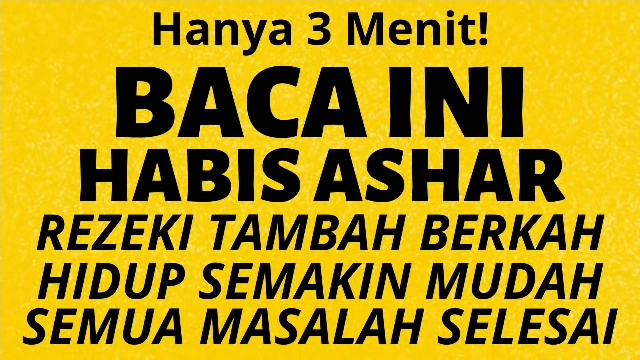 Hanya 3 Menit!
BACA INI
HABIS ASHAR
REZEKI TAMBAH BERKAH
HIDUP SEMAKIN MUDAH
SEMUA MASALAH SELESAI